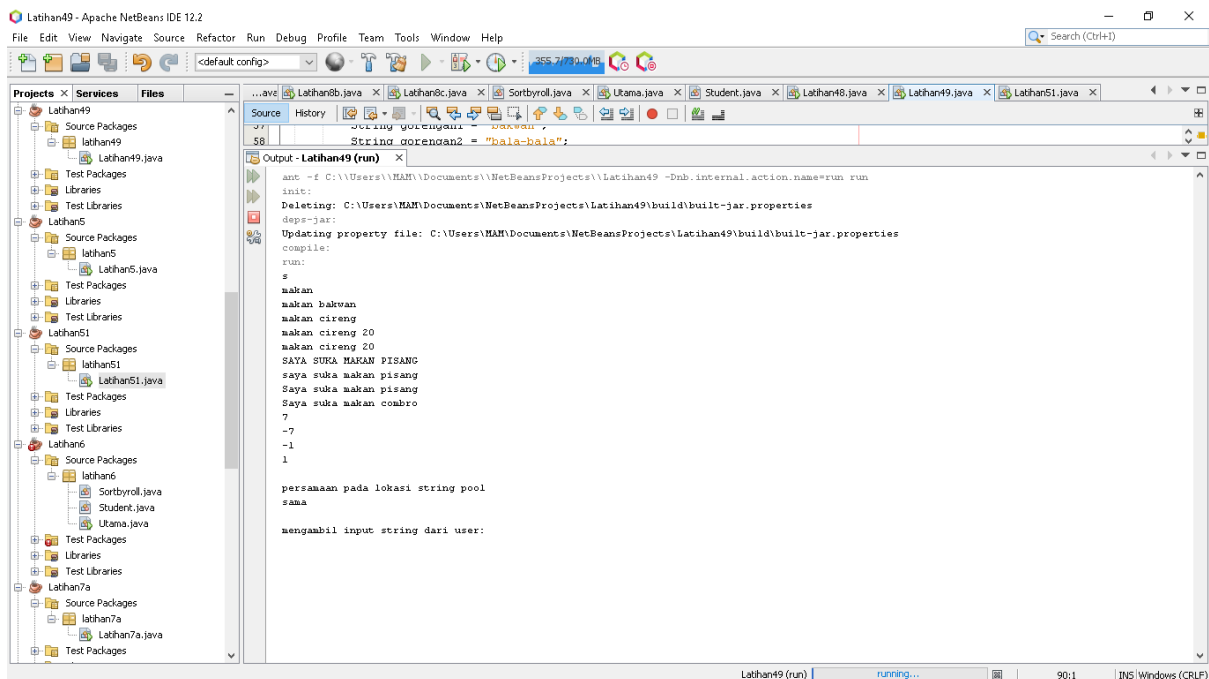 Latihan49 - Apache NetBeans IDE 12.2
File Edit View Navigate Source Refactor Run Debug Profile Team Tools Window Help
Search (Ctrl+I)
<default config>
355.7/730.0MB
Projects Services Files
...ava Latihan8b.java Latihan8c.java Sortbyroll.java Utama.java Student.java Latihan48.java Latihan49.java Latihan51.java
Source History
57 String gorengan1 = "bakwan";
58 String gorengan2 = "bala-bala";
Output - Latihan49 (run)
ant -f C:\\Users\\MAM\\Documents\\NetBeansProjects\\Latihan49 -Dnb.internal.action.name=run run
init:
Deleting: C:\Users\MAM\Documents\NetBeansProjects\Latihan49\build\built-jar.properties
deps-jar:
Updating property file: C:\Users\MAM\Documents\NetBeansProjects\Latihan49\build\built-jar.properties
compile:
run:
s
makan
makan bakwan
makan cireng
makan cireng 20
makan cireng 20
SAYA SUKA MAKAN PISANG
saya suka makan pisang
Saya suka makan pisang
Saya suka makan combro
7
-7
-1
1
persamaan pada lokasi string pool
sama
mengambil input string dari user:
Latihan49
Source Packages
latihan49
Latihan49.java
Test Packages
Libraries
Test Libraries
Latihan5
Source Packages
latihan5
Latihan5.java
Test Packages
Libraries
Test Libraries
Latihan51
Source Packages
latihan51
Latihan51.java
Test Packages
Libraries
Test Libraries
Latihan6
Source Packages
latihan6
Sortbyroll.java
Student.java
Utama.java
Test Packages
Libraries
Test Libraries
Latihan7a
Source Packages
latihan7a
Latihan7a.java
Test Packages
Latihan49 (run) running... 90:1 INS Windows (CRLF)